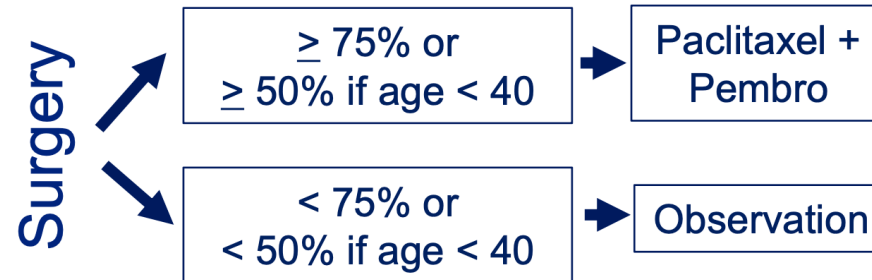 Surgery
≥ 75% or
≥ 50% if age < 40
Paclitaxel +
Pembro
< 75% or
< 50% if age < 40
Observation